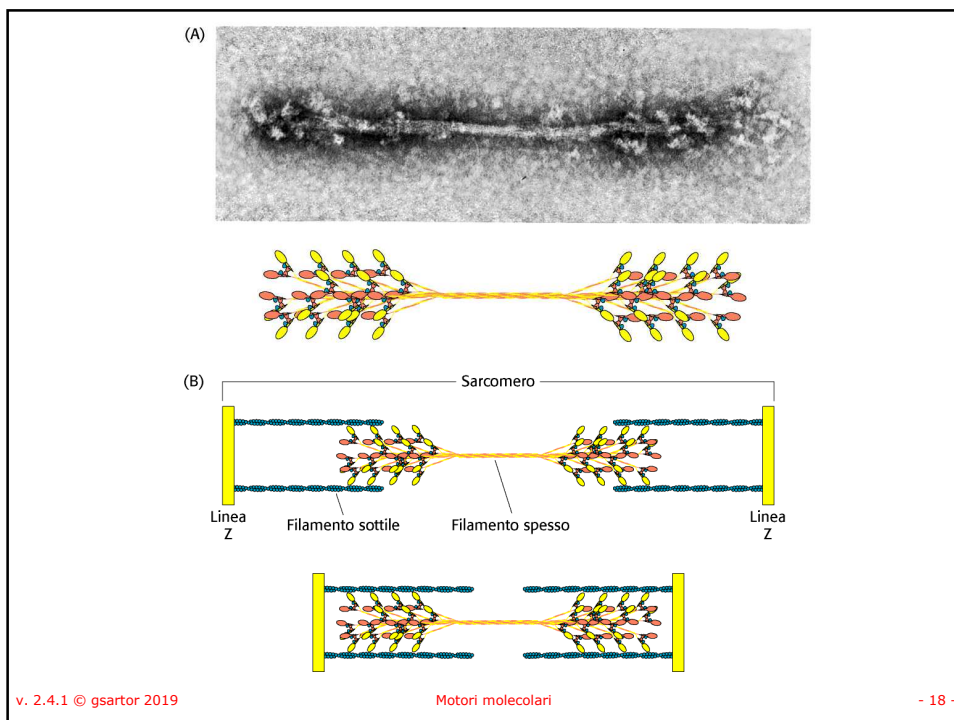 (A)
(B)
Sarcomero
Linea
Z
Filamento sottile
Filamento spesso
Linea
Z
v. 2.4.1 © gsartor 2019
Motori molecolari
- 18 -